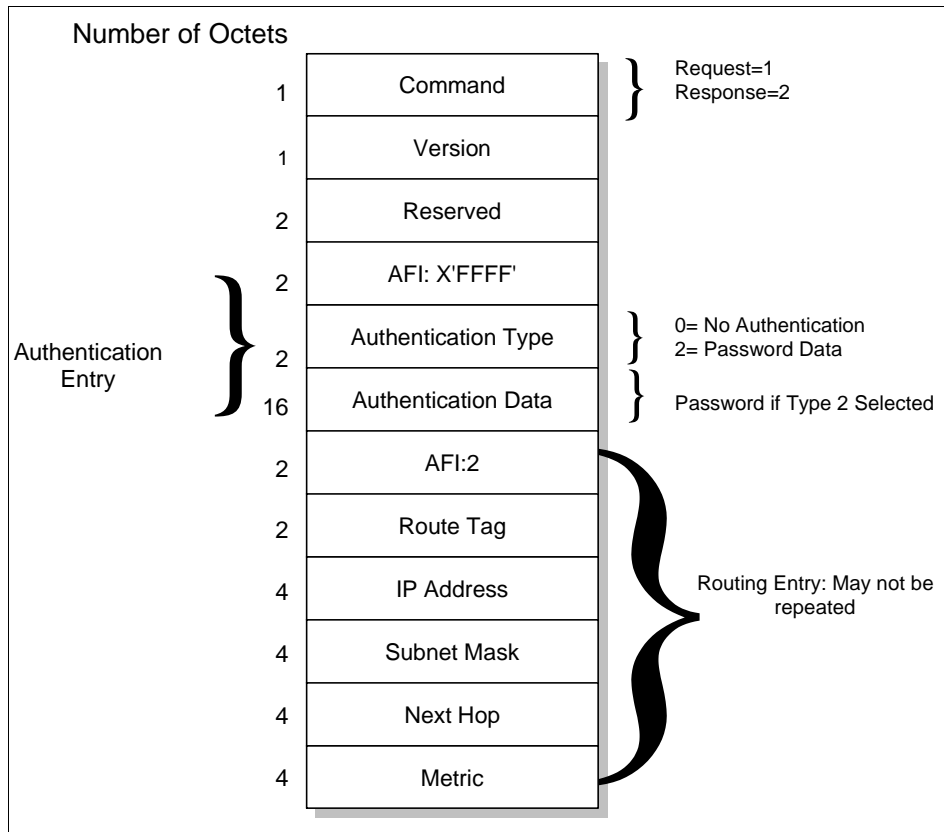 Number of Octets
1
Command
Request=1
Response=2
1
Version
2
Reserved
2
AFI: X'FFFF'
Authentication
Entry
2
Authentication Type
0= No Authentication
2= Password Data
16
Authentication Data
Password if Type 2 Selected
2
AFI:2
2
Route Tag
4
IP Address
Routing Entry: May not be
repeated
4
Subnet Mask
4
Next Hop
4
Metric